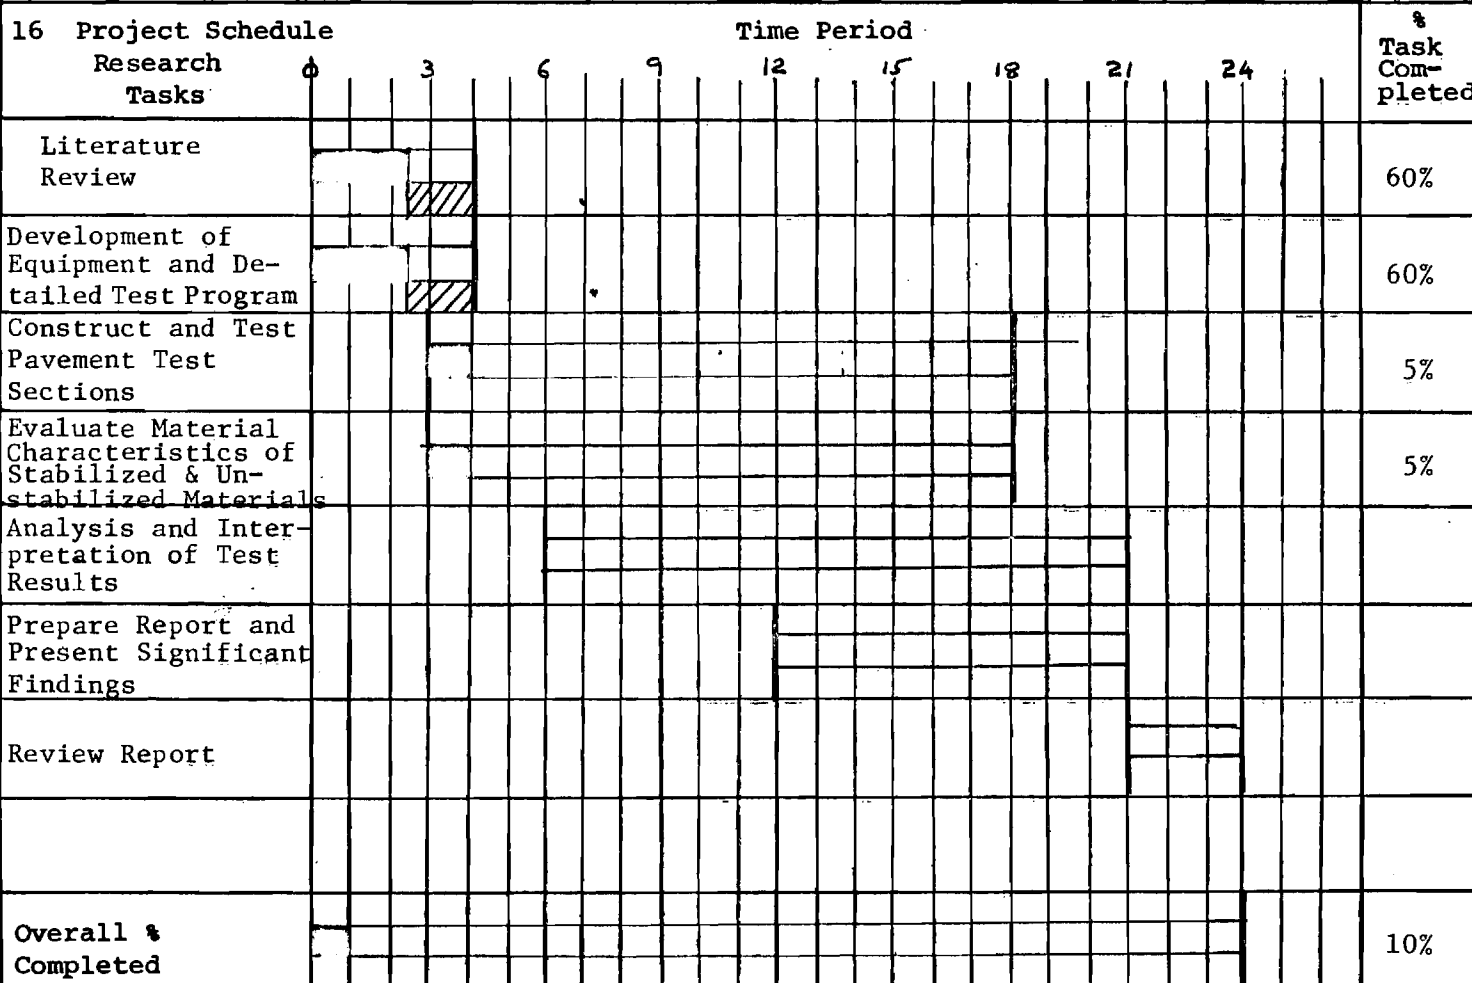 16 Project Schedule
Research
Tasks
Time Period
0 3 6 9 12 15 18 21 24
%
Task
Com-
pleted
Literature
Review
60%
Development of
Equipment and De-
tailed Test Program
60%
Construct and Test
Pavement Test
Sections
5%
Evaluate Material
Characteristics of
Stabilized & Un-
stabilized Materials
5%
Analysis and Inter-
pretation of Test
Results
Prepare Report and
Present Significant
Findings
Review Report
Overall %
Completed
10%